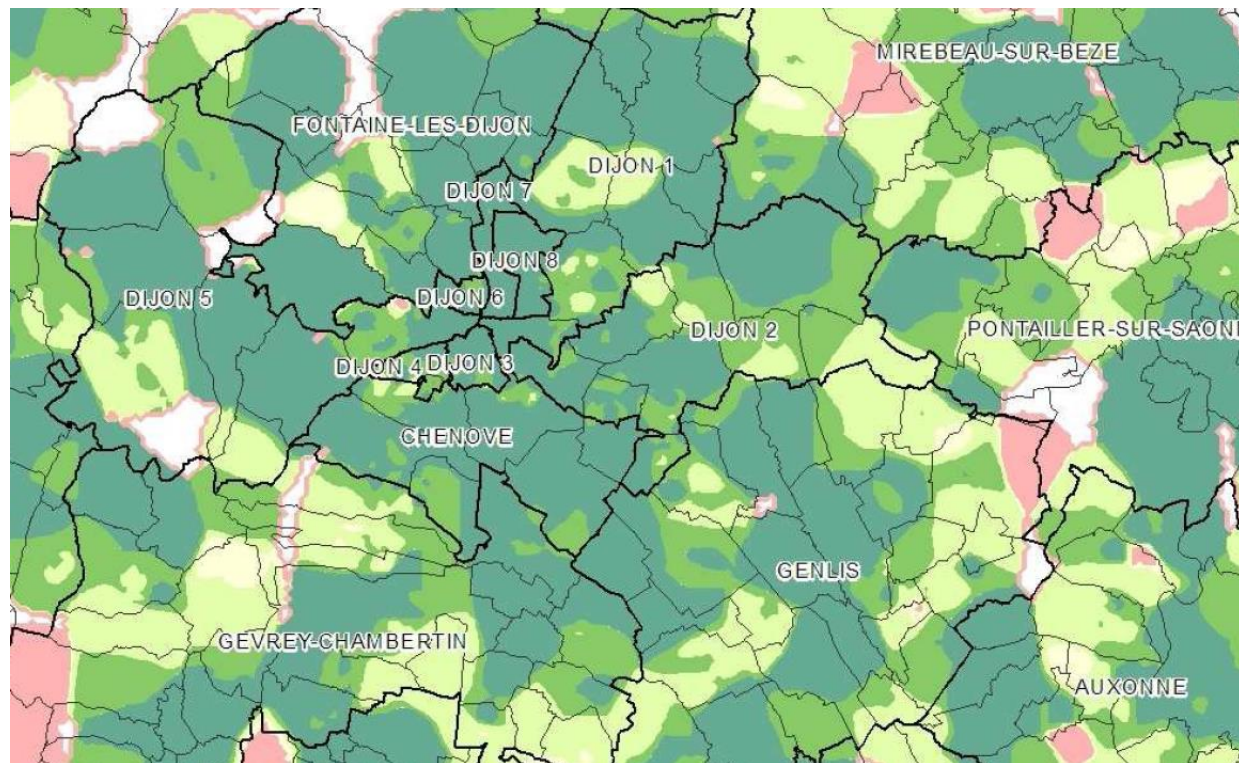 MIREBEAU-SUR-BEZE
FONTAINE-LES-DIJON
DIJON 1
DIJON 7
DIJON 8
DIJON 5
DIJON 6
DIJON 2
PONTAILLER-SUR-SAON
DIJON 4
DIJON 3
CHENOVE
GENLIS
GEVREY-CHAMBERTIN
AUXONNE